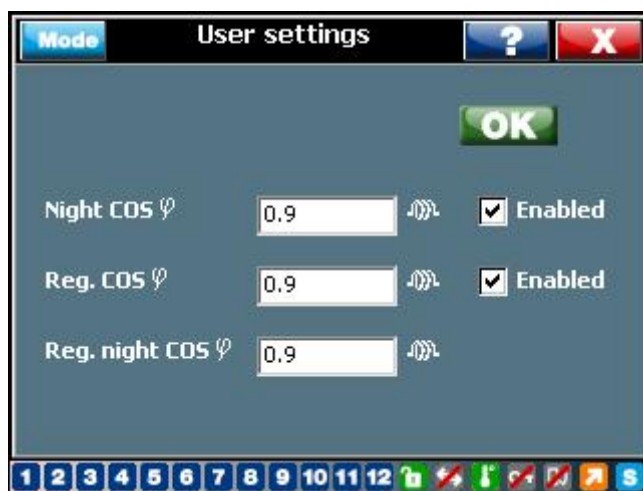 Mode User settings ? X
OK
Night COS φ 0.9 Enabled
Reg. COS φ 0.9 Enabled
Reg. night COS φ 0.9
1 2 3 4 5 6 7 8 9 10 11 12 S